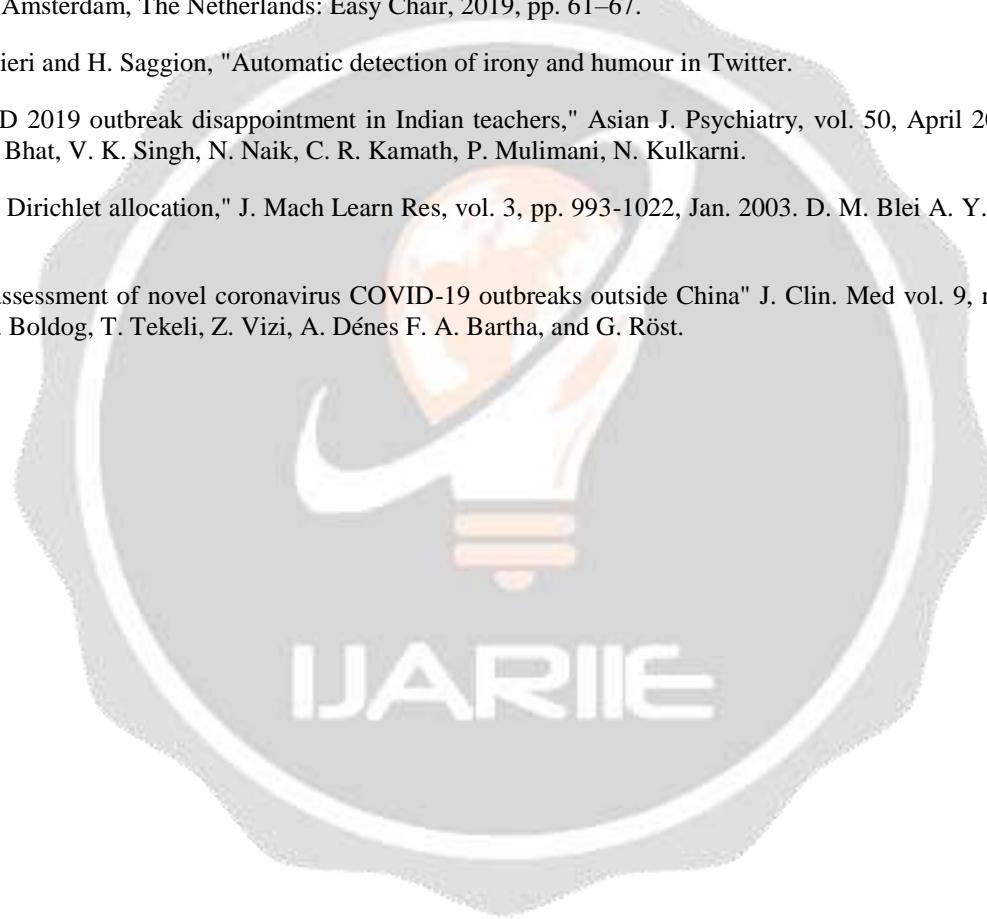 Amsterdam, The Netherlands: Easy Chair, 2019, pp. 61–67.
ieri and H. Saggion, "Automatic detection of irony and humour in Twitter.
D 2019 outbreak disappointment in Indian teachers," Asian J. Psychiatry, vol. 50, April 20
Bhat, V. K. Singh, N. Naik, C. R. Kamath, P. Mulimani, N. Kulkarni.
Dirichlet allocation," J. Mach Learn Res, vol. 3, pp. 993-1022, Jan. 2003. D. M. Blei A. Y.
ssessment of novel coronavirus COVID-19 outbreaks outside China" J. Clin. Med vol. 9, n
Boldog, T. Tekeli, Z. Vizi, A. Dénes F. A. Bartha, and G. Röst.
IJARIIE